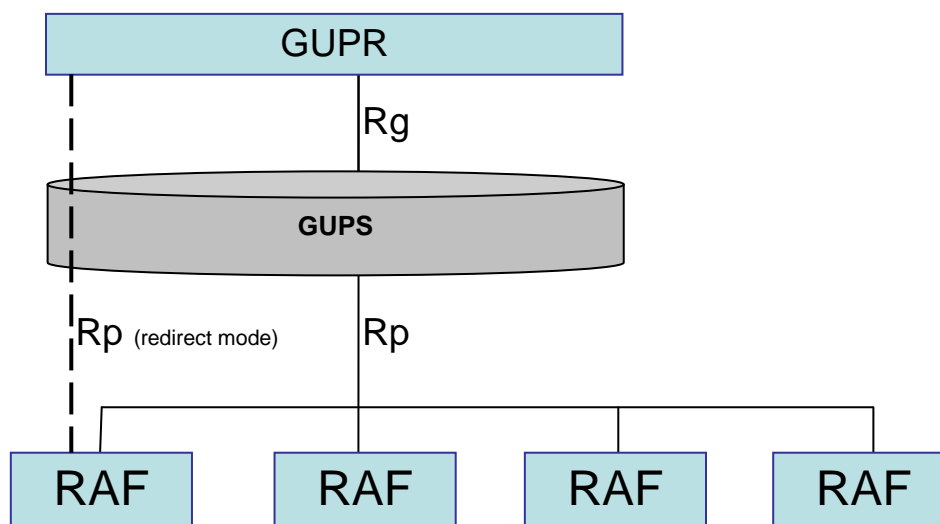 GUPR
Rg
GUPS
Rp (redirect mode) Rp
RAF RAF RAF RAF